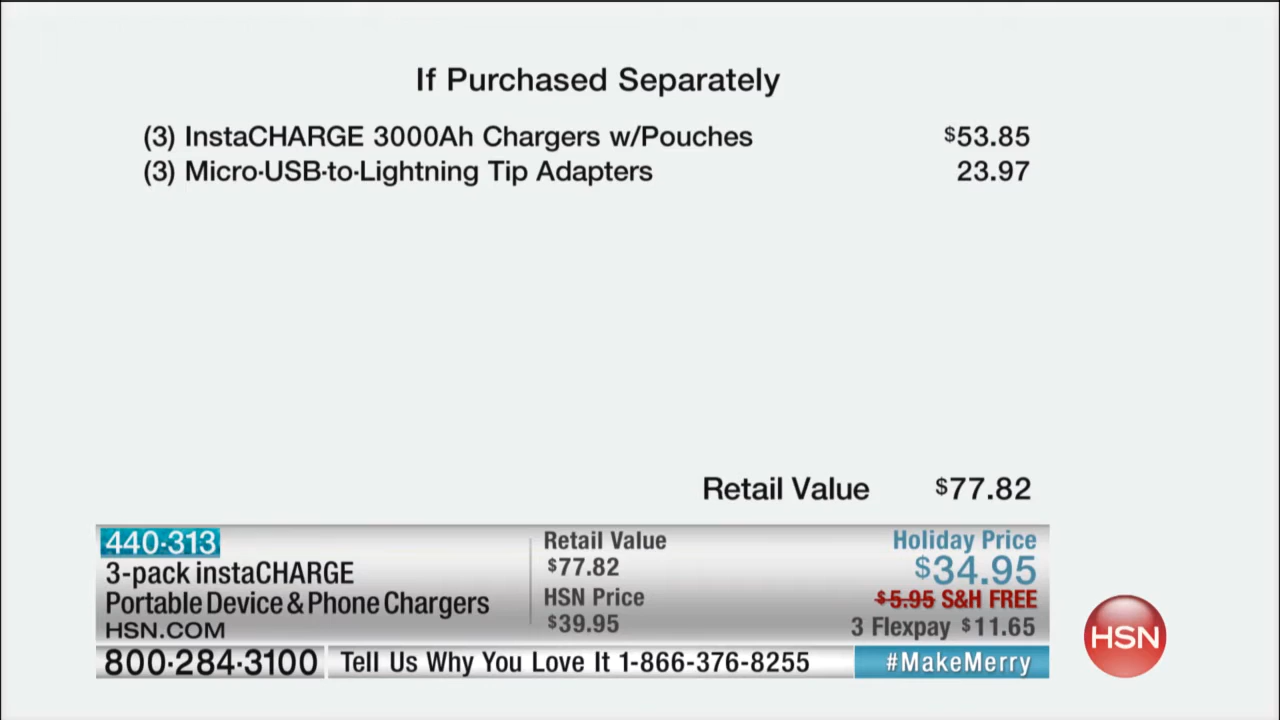 If Purchased Separately
(3) InstaCHARGE 3000Ah Chargers w/Pouches $53.85
(3) Micro-USB-to-Lightning Tip Adapters 23.97
Retail Value $77.82
440-313
3-pack instaCHARGE
Portable Device & Phone Chargers
HSN.COM
Retail Value
$77.82
HSN Price
$39.95
Holiday Price
$34.95
$5.95 S&H FREE
3 Flexpay $11.65
HSN
800-284-3100
Tell Us Why You Love It 1-866-376-8255
#MakeMerry